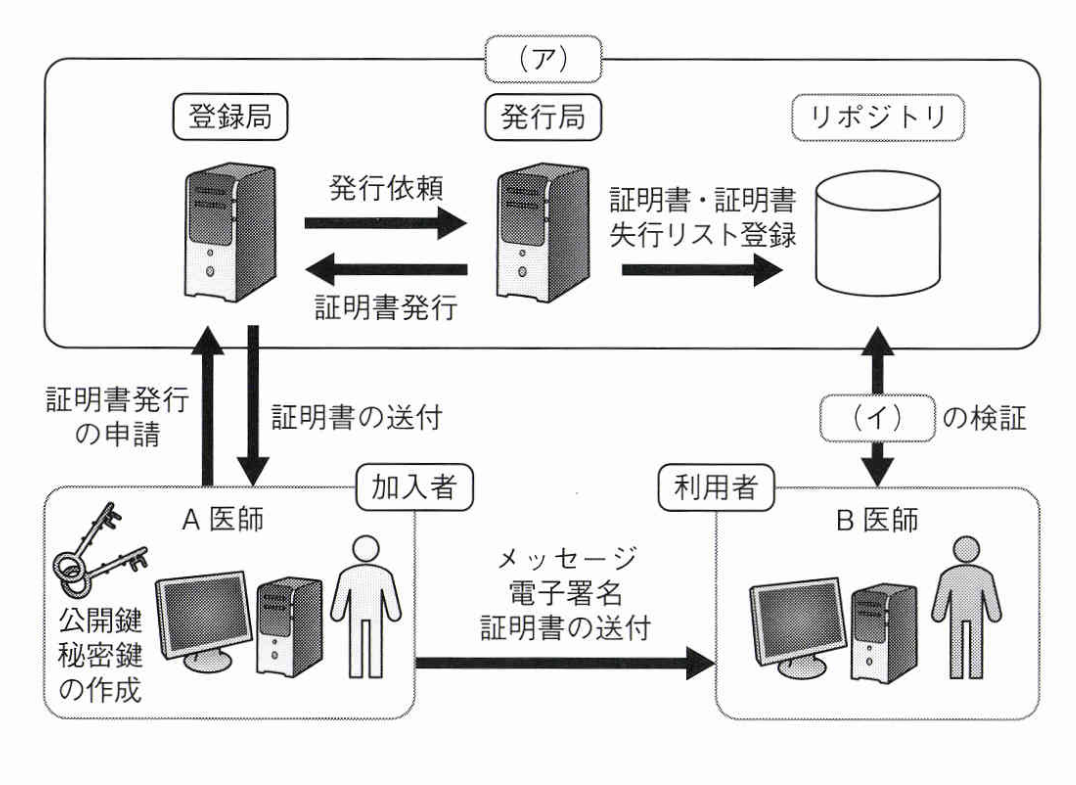 （ア）
登録局
発行局
リポジトリ
発行依頼
証明書・証明書
失行リスト登録
証明書発行
証明書発行
の申請
証明書の送付
（イ）の検証
加入者
利用者
A 医師
B 医師
メッセージ
電子署名
証明書の送付
公開鍵
秘密鍵
の作成